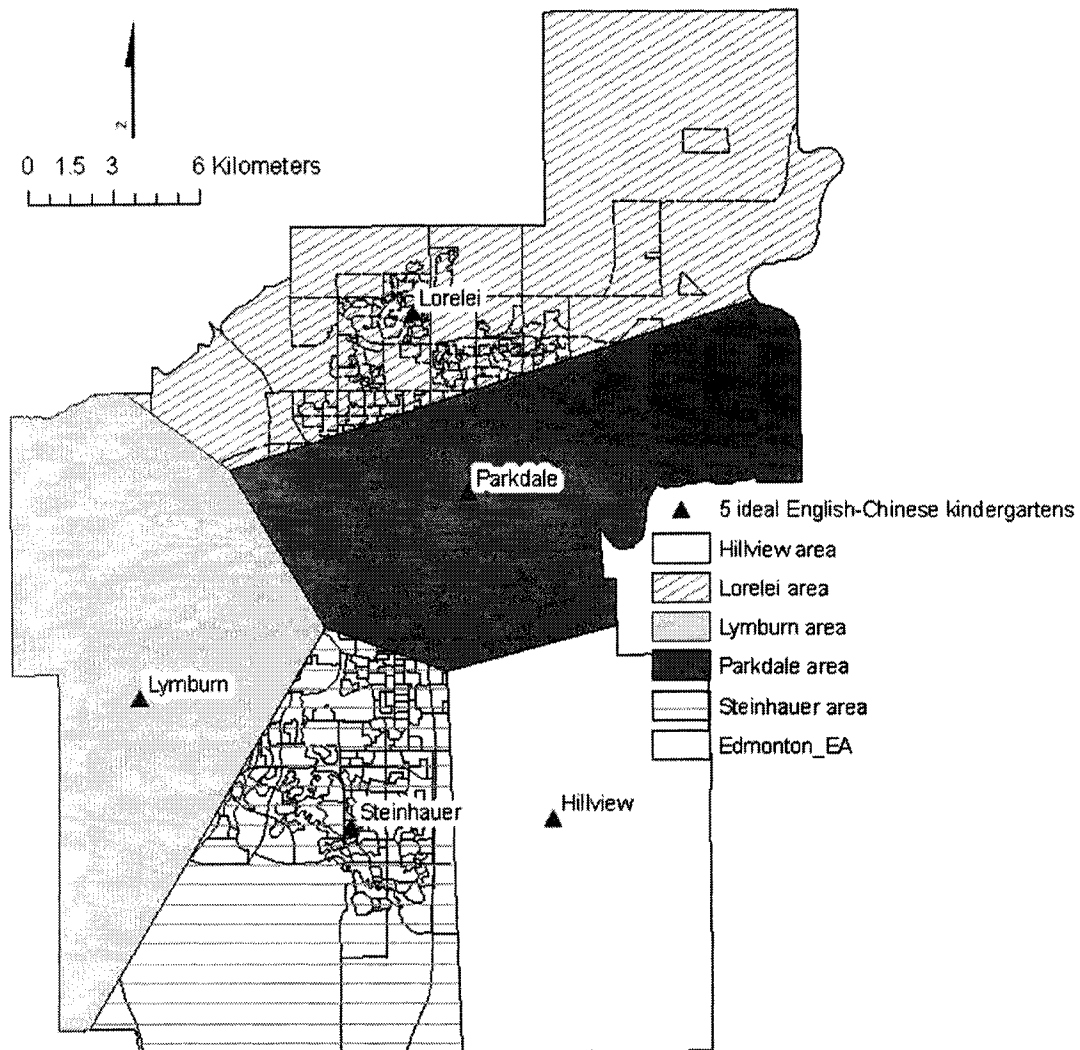 N
0 1.5 3 6 Kilometers
Lorelei
Parkdale
5 ideal English-Chinese kindergartens
Hillview area
Lorelei area
Lymburn area
Parkdale area
Steinhauer area
Edmonton_EA
Lymburn
Steinhauer
Hillview